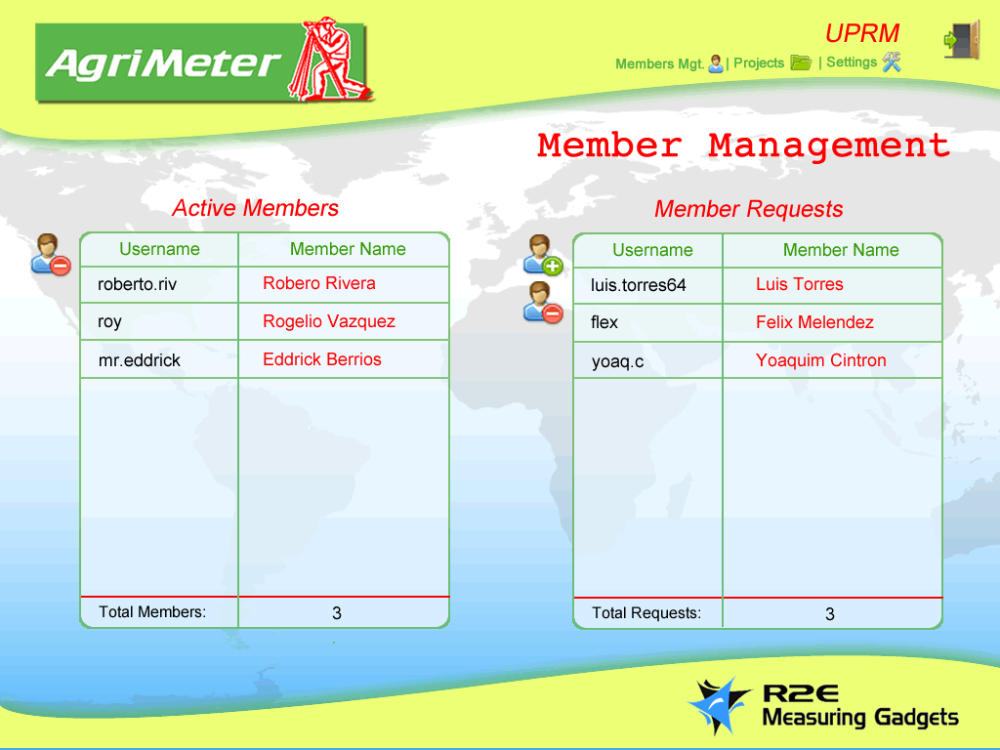 AgriMeter
UPRM
Members Mgt. | Projects | Settings
Member Management
Active Members
Username Member Name
roberto.riv Robero Rivera
roy Rogelio Vazquez
mr.eddrick Eddrick Berrios
Total Members: 3
Member Requests
Username Member Name
luis.torres64 Luis Torres
flex Felix Melendez
yoaq.c Yoaquim Cintron
Total Requests: 3
R2E
Measuring Gadgets